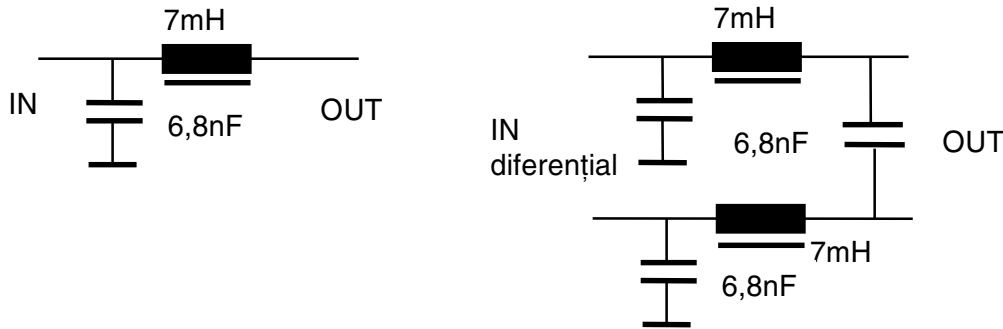 7mH
IN
6,8nF
OUT
7mH
IN
diferențial
6,8nF
OUT
7mH
6,8nF